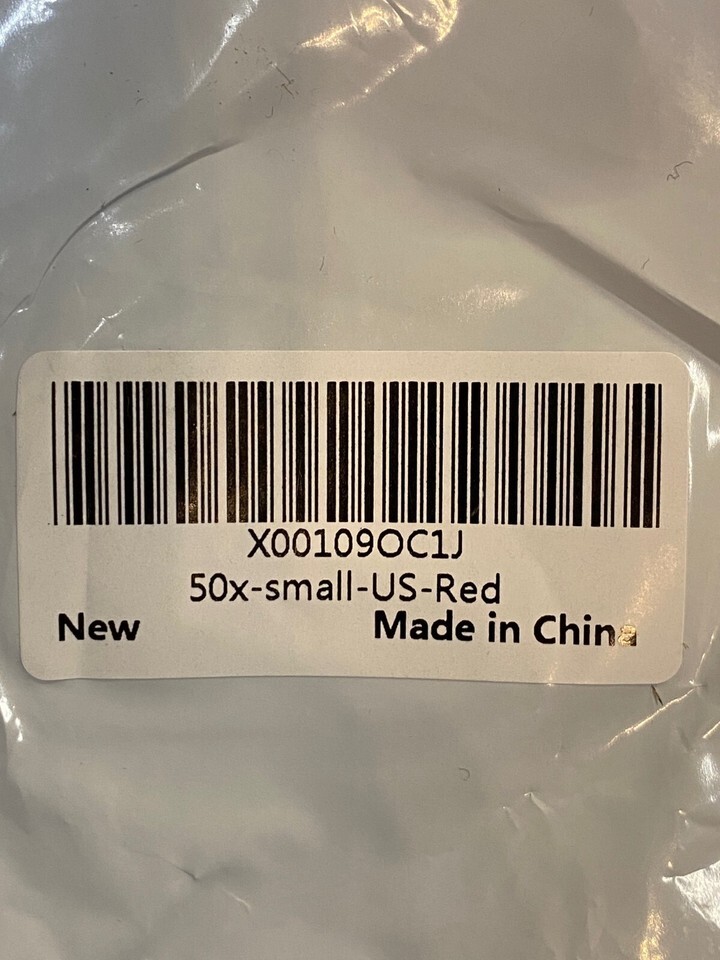 X00109OC1J
50x-small-US-Red
New Made in China